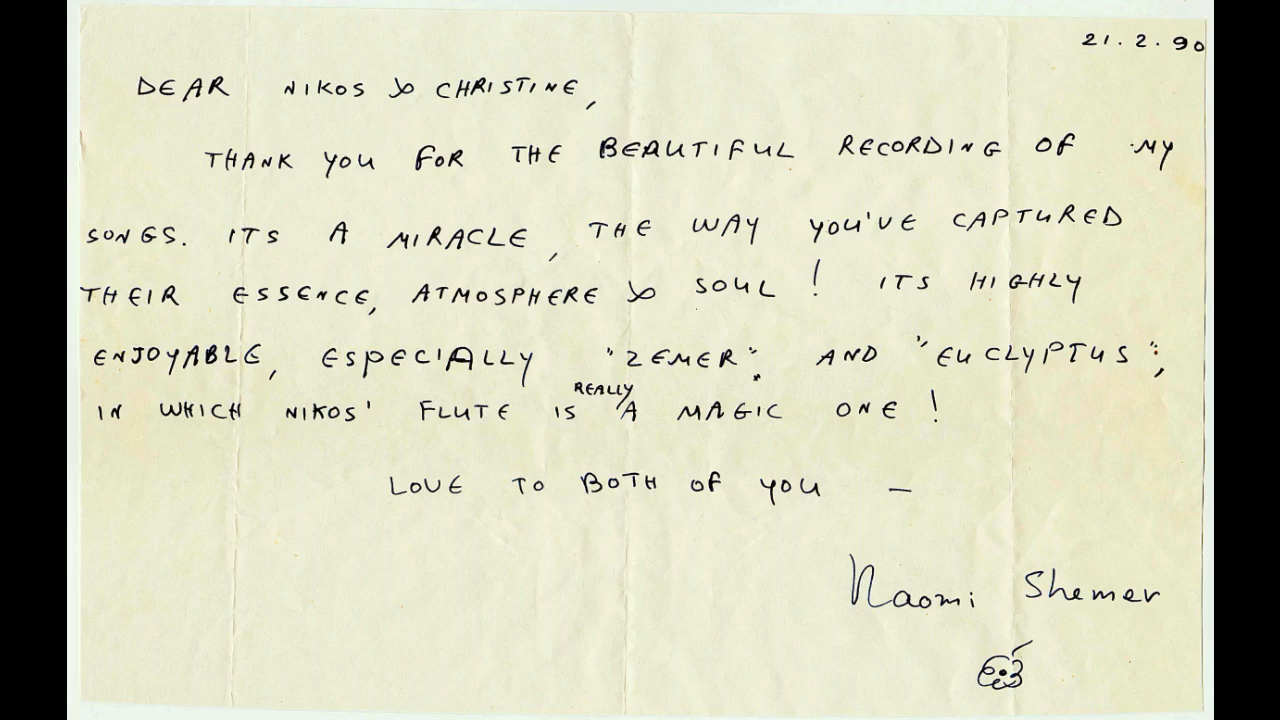 21.2.90
DEAR NIKOS & CHRISTINE,
THANK YOU FOR THE BEAUTIFUL RECORDING OF MY
SONGS. ITS A MIRACLE, THE WAY YOU'VE CAPTURED
THEIR ESSENCE, ATMOSPHERE & SOUL! ITS HIGHLY
ENJOYABLE, ESPECIALLY "ZEMER" AND "EUCLYPTUS",
IN WHICH NIKOS' FLUTE IS REALLY A MAGIC ONE!
LOVE TO BOTH OF YOU —
Naomi Shemer